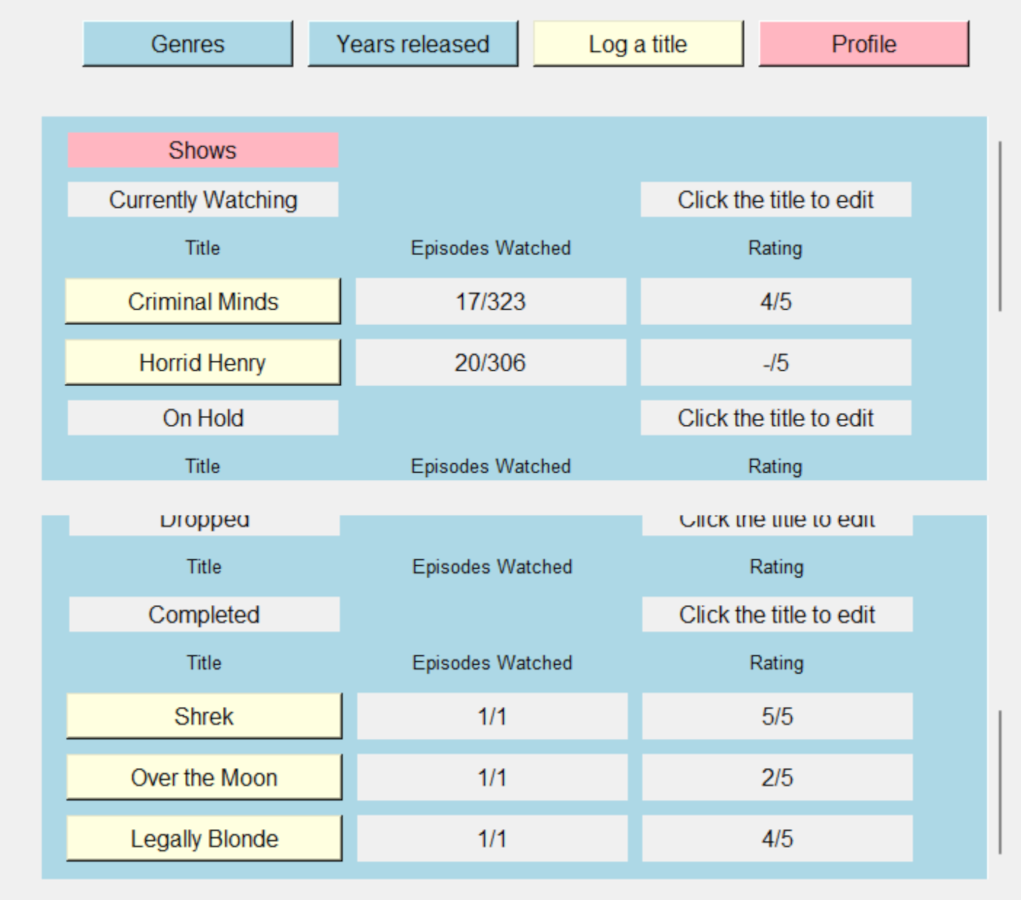 Genres Years released Log a title Profile
Shows
Currently Watching Click the title to edit
Title Episodes Watched Rating
Criminal Minds 17/323 4/5
Horrid Henry 20/306 -/5
On Hold Click the title to edit
Title Episodes Watched Rating
Dropped Click the title to edit
Title Episodes Watched Rating
Completed Click the title to edit
Title Episodes Watched Rating
Shrek 1/1 5/5
Over the Moon 1/1 2/5
Legally Blonde 1/1 4/5